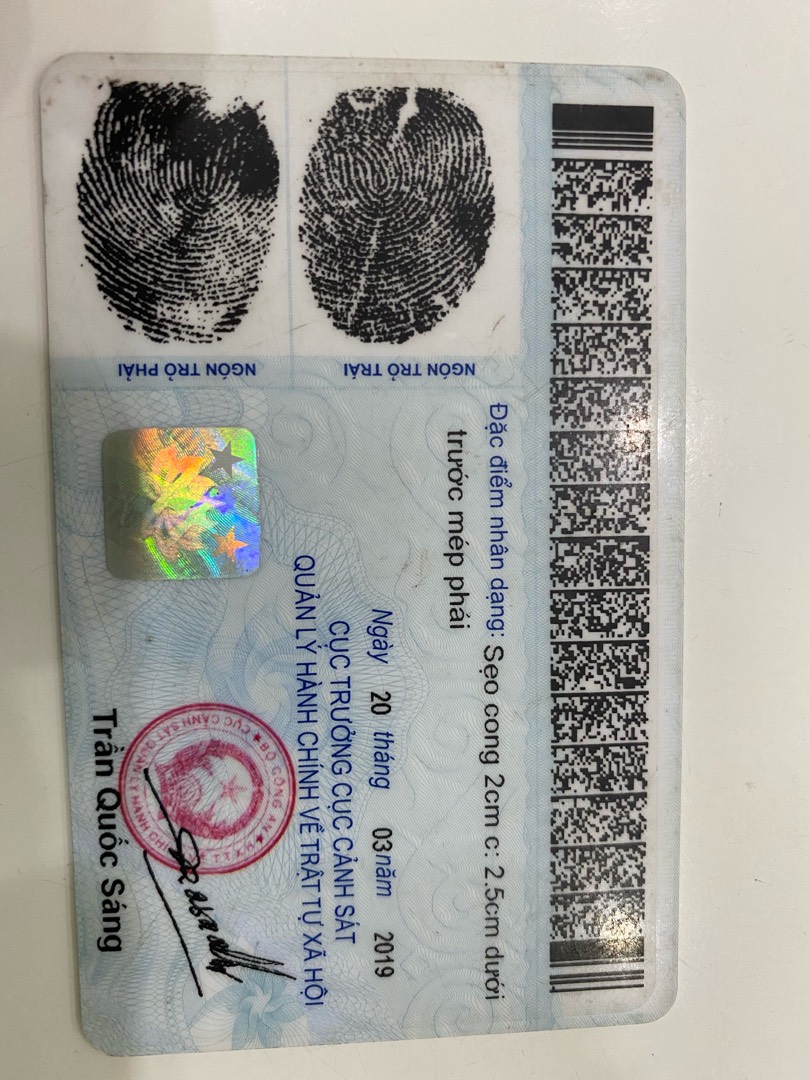 Đặc điểm nhân dạng: Sẹo cong 2cm c: 2.5cm dưới
trước mép phải
NGÓN TRỎ TRÁI
NGÓN TRỎ PHẢI
Ngày 20 tháng 03 năm 2019
CỤC TRƯỞNG CỤC CẢNH SÁT
QUẢN LÝ HÀNH CHÍNH VỀ TRẬT TỰ XÃ HỘI
BỘ CÔNG AN
CỤC CẢNH SÁT QUẢN LÝ HÀNH CHÍNH
Trần Quốc Sáng